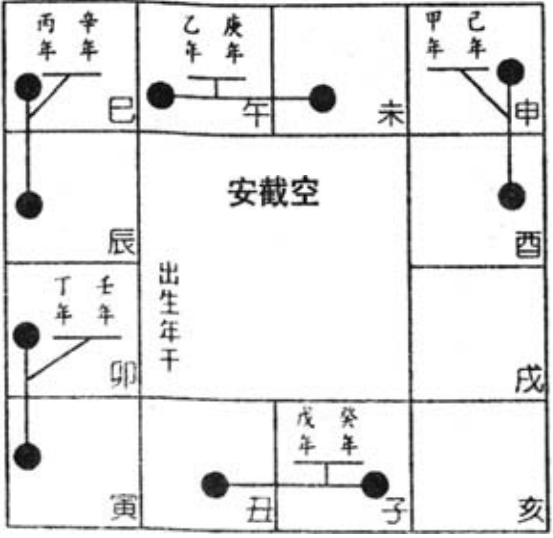 丙年 辛年
巳
乙年 庚年
午
未
甲年 己年
申
安截空
辰
酉
出生年干
丁年 壬年
卯
戌
戊年 癸年
寅
丑
子
亥